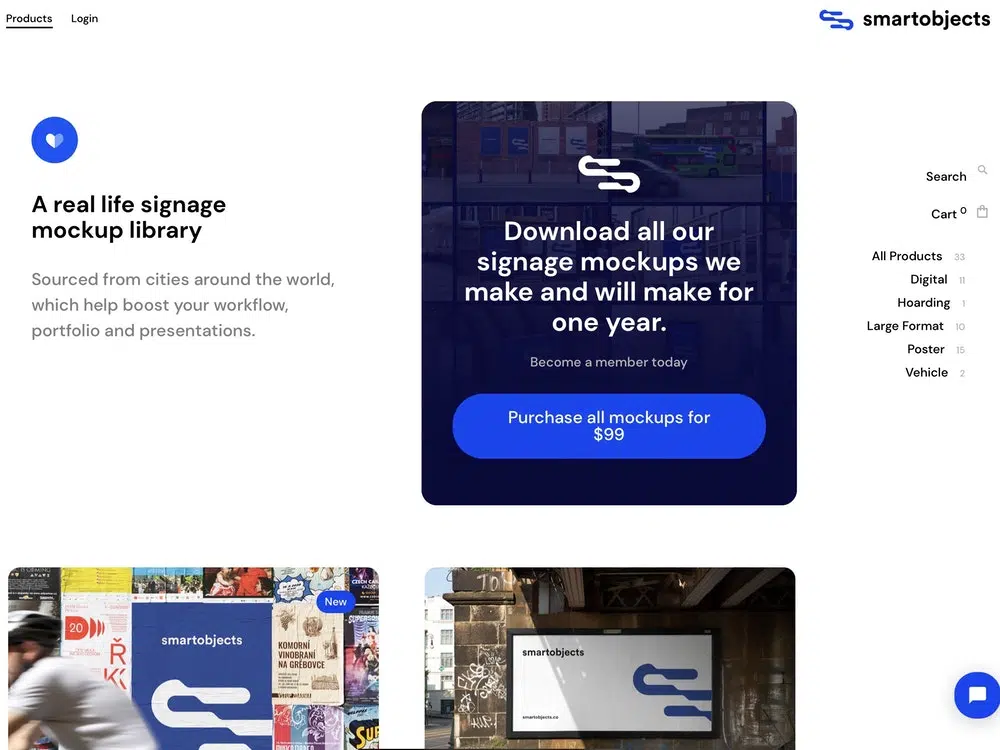 Products
Login
smartobjects
A real life signage
mockup library
Sourced from cities around the world,
which help boost your workflow,
portfolio and presentations.
Download all our
signage mockups we
make and will make for
one year.
Become a member today
Purchase all mockups for
$99
Search
Cart 0
All Products 33
Digital 11
Hoarding 1
Large Format 10
Poster 15
Vehicle 2
New
20
smartobjects
KOMORNÍ
VINOBRANÍ
NA GRÉBOVCE
smartobjects
smartobjects.co